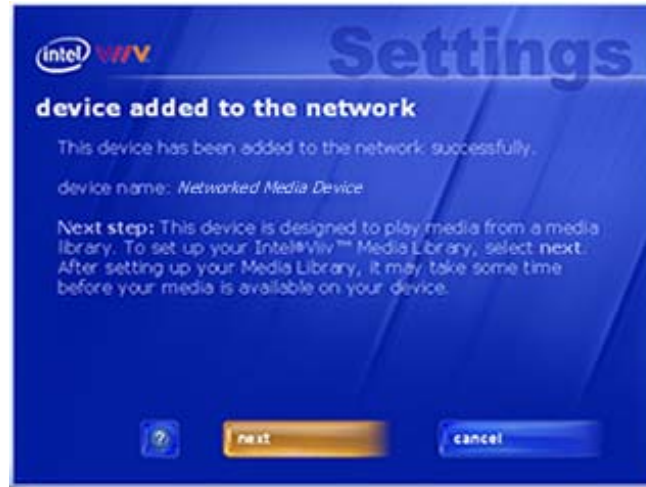 intel VIIV
Settings
device added to the network
This device has been added to the network successfully.
device name: Networked Media Device
Next step: This device is designed to play media from a media
library. To set up your Intel®Viiv™ Media Library, select next.
After setting up your Media Library, it may take some time
before your media is available on your device.
?
next
cancel